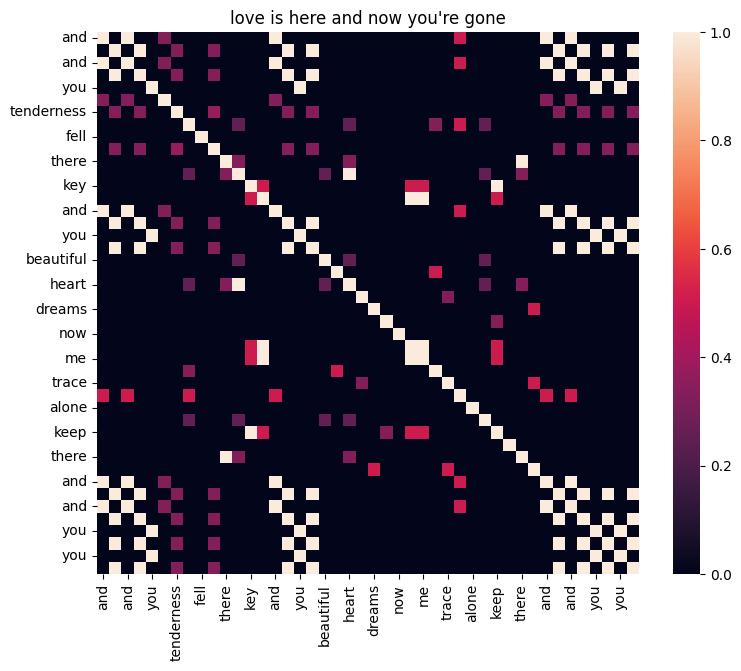 love is here and now you're gone
and
and
you
tenderness
fell
there
key
and
you
beautiful
heart
dreams
now
me
trace
alone
keep
there
and
and
you
you
and
and
you
tenderness
fell
there
key
and
you
beautiful
heart
dreams
now
me
trace
alone
keep
there
and
and
you
you
1.0
0.8
0.6
0.4
0.2
0.0